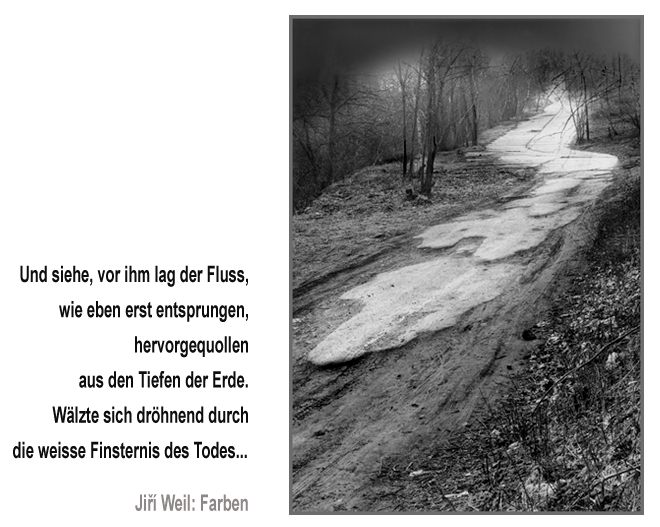 Und siehe, vor ihm lag der Fluss,
wie eben erst entsprungen,
hervorgequollen
aus den Tiefen der Erde.
Wälzte sich dröhnend durch
die weisse Finsternis des Todes...
Jiří Weil: Farben